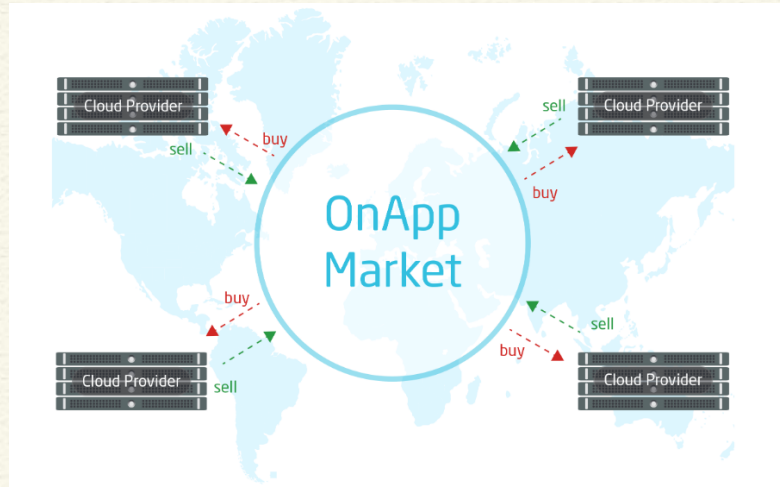 Cloud Provider
Cloud Provider
sell
buy
sell
buy
OnApp
Market
buy
sell
buy
Cloud Provider
sell
Cloud Provider